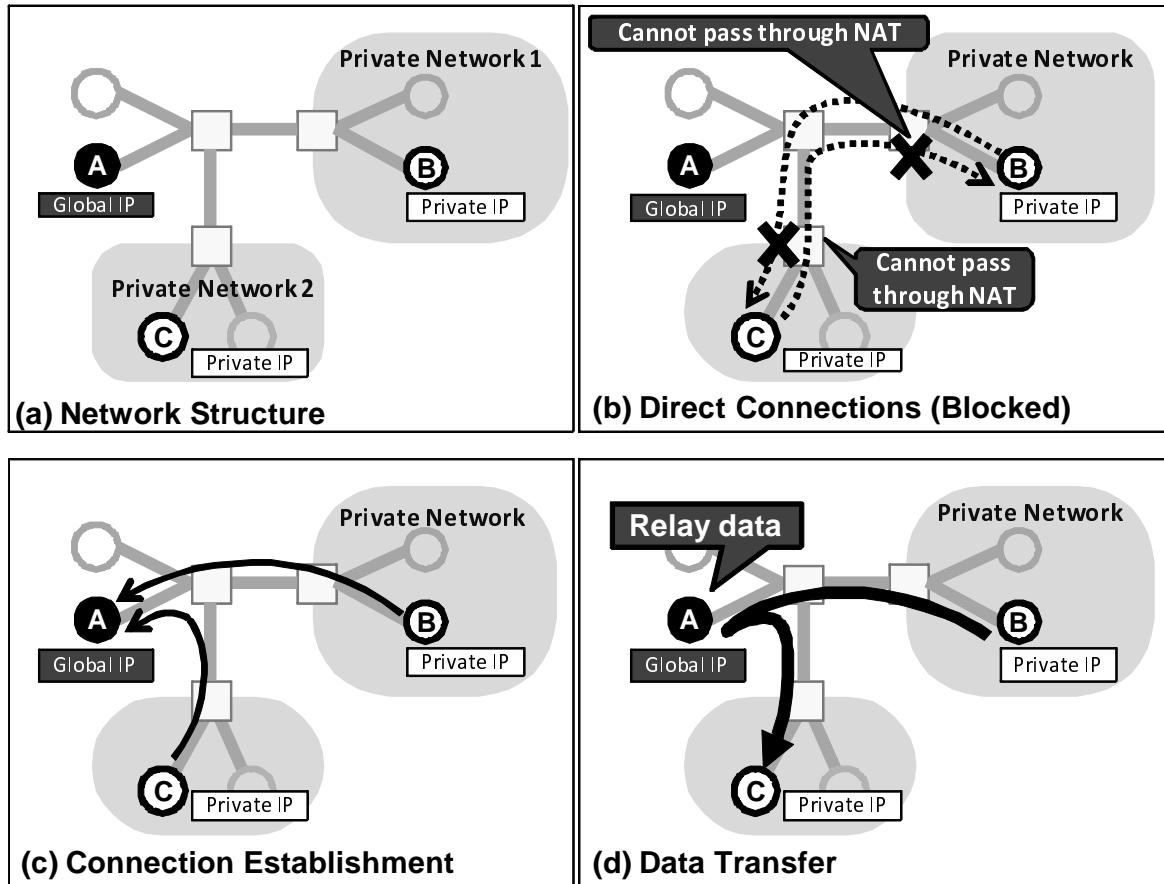 Private Network 1
A
Global IP
B
Private IP
Private Network 2
C
Private IP
(a) Network Structure
Cannot pass through NAT
Private Network
A
Global IP
B
Private IP
Cannot pass
through NAT
C
Private IP
(b) Direct Connections (Blocked)
Private Network
A
Global IP
B
Private IP
C
Private IP
(c) Connection Establishment
Relay data
Private Network
A
Global IP
B
Private IP
C
Private IP
(d) Data Transfer